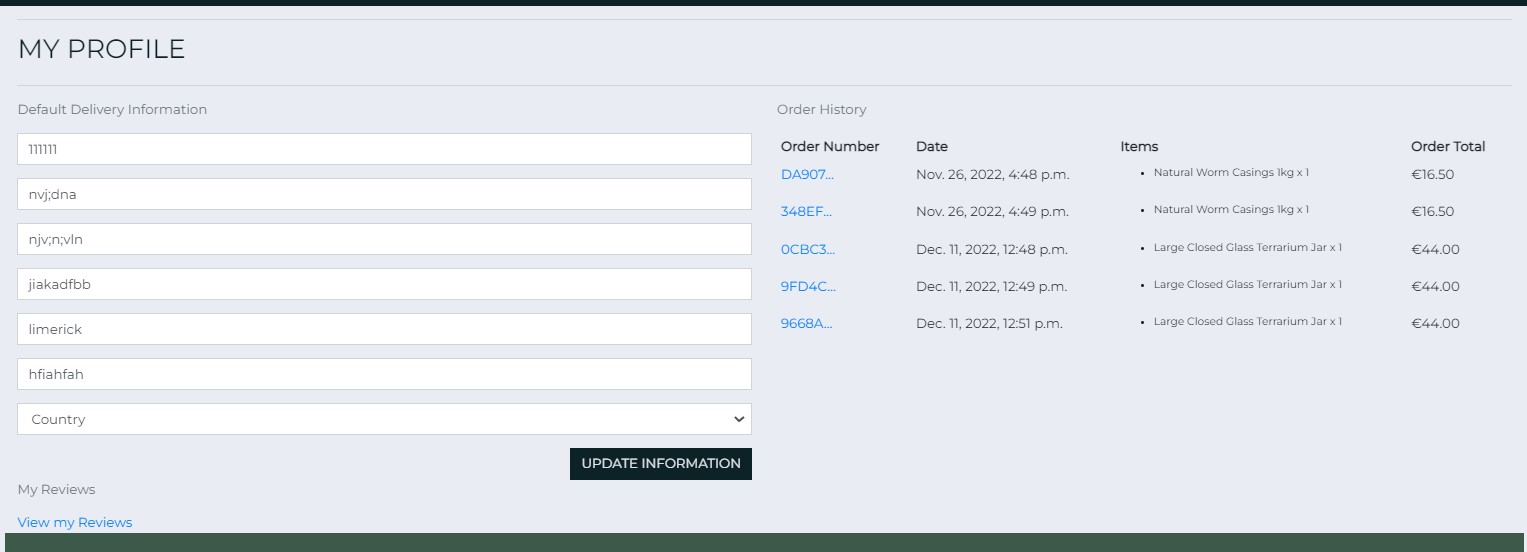 MY PROFILE
Default Delivery Information
111111
nvj;dna
njv;n;vln
jiakadfbb
limerick
hfiahfah
Country
UPDATE INFORMATION
My Reviews
View my Reviews
Order History
Order Number Date Items Order Total
DA907... Nov. 26, 2022, 4:48 p.m. • Natural Worm Casings 1kg x 1 €16.50
348EF... Nov. 26, 2022, 4:49 p.m. • Natural Worm Casings 1kg x 1 €16.50
0CBC3... Dec. 11, 2022, 12:48 p.m. • Large Closed Glass Terrarium Jar x 1 €44.00
9FD4C... Dec. 11, 2022, 12:49 p.m. • Large Closed Glass Terrarium Jar x 1 €44.00
9668A... Dec. 11, 2022, 12:51 p.m. • Large Closed Glass Terrarium Jar x 1 €44.00